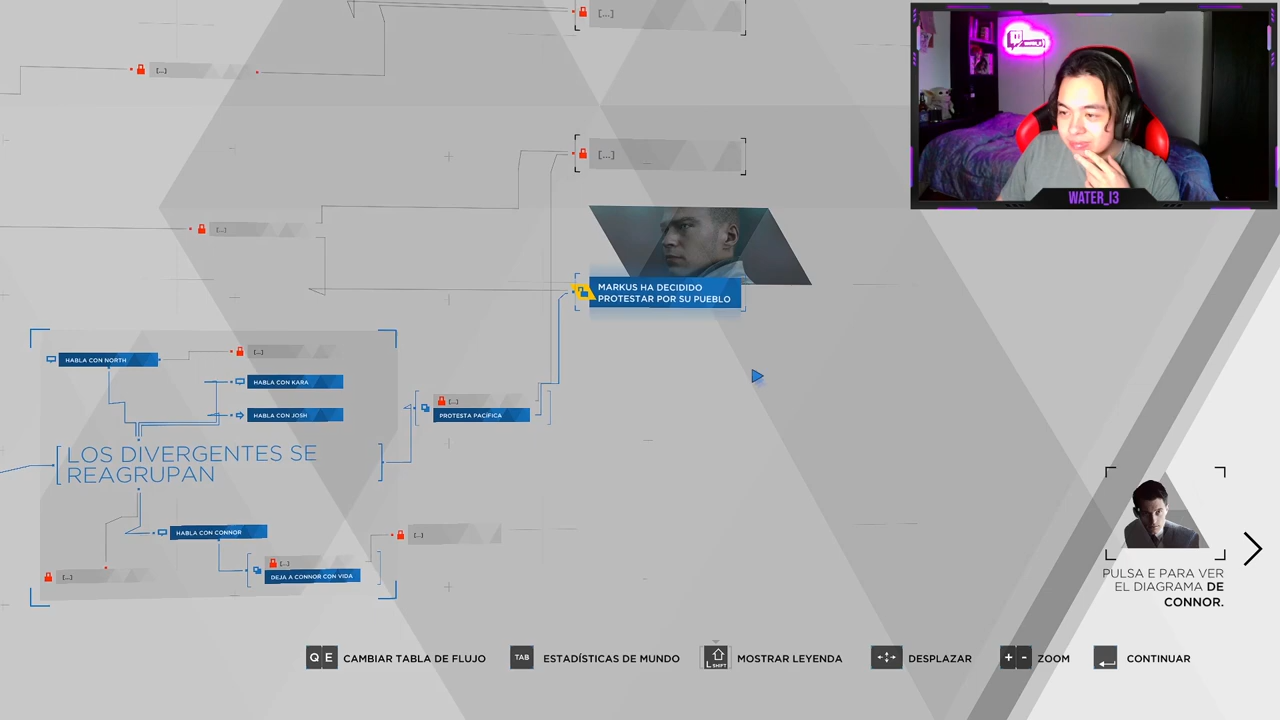 [...]
[...]
[...]
WATER_I3
[...]
MARKUS HA DECIDIDO
PROTESTAR POR SU PUEBLO
HABLA CON NORTH
[...]
HABLA CON KARA
HABLA CON JOSH
[...]
PROTESTA PACÍFICA
LOS DIVERGENTES SE
REAGRUPAN
HABLA CON CONNOR
[...]
[...]
DEJA A CONNOR CON VIDA
[...]
PULSA E PARA VER
EL DIAGRAMA DE
CONNOR.
Q E CAMBIAR TABLA DE FLUJO
TAB ESTADÍSTICAS DE MUNDO
L SHIFT MOSTRAR LEYENDA
DESPLAZAR
+ - ZOOM
CONTINUAR